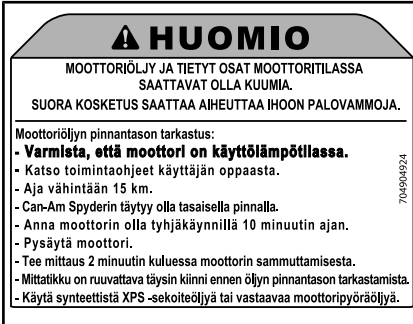 HUOMIO
MOOTTORIÖLJY JA TIETYT OSAT MOOTTORITILASSA
SAATTAVAT OLLA KUUMIA.
SUORA KOSKETUS SAATTAA AIHEUTTAA IHOON PALOVAMMOJA.
Moottoriöljyn pinnantason tarkastus:
- Varmista, että moottori on käyttölämpötilassa.
- Katso toimintaohjeet käyttäjän oppaasta.
- Aja vähintään 15 km.
- Can-Am Spyderin täytyy olla tasaisella pinnalla.
- Anna moottorin olla tyhjäkäynnillä 10 minuutin ajan.
- Pysäytä moottori.
- Tee mittaus 2 minuutin kuluessa moottorin sammuttamisesta.
- Mittatikku on ruuvattava täysin kiinni ennen öljyn pinnantason tarkastamista.
- Käytä synteettistä XPS -sekoiteöljyä tai vastaavaa moottoripyöräöljyä.
704904924